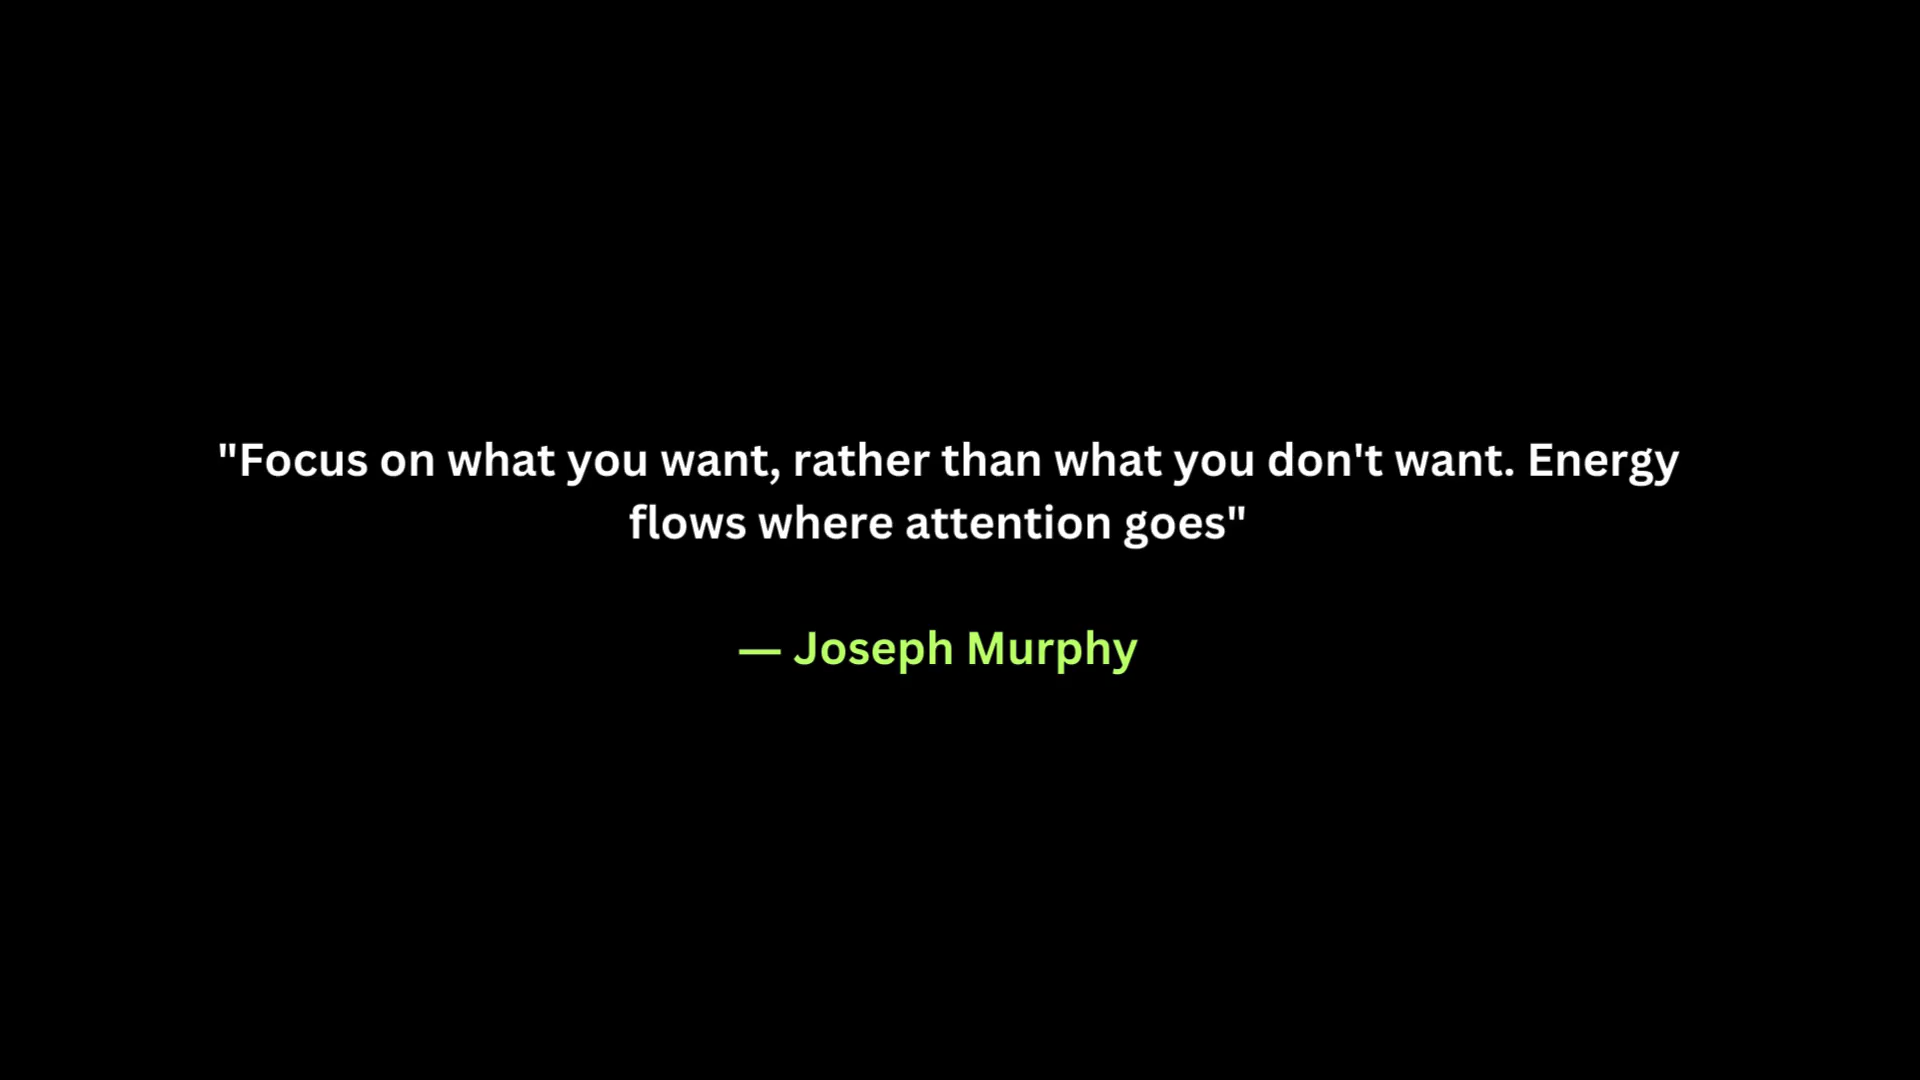 "Focus on what you want, rather than what you don't want. Energy
flows where attention goes"
— Joseph Murphy